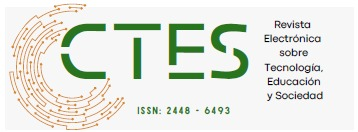 CTES
ISSN: 2448 - 6493
Revista
Electrónica
sobre
Tecnología,
Educación
y Sociedad